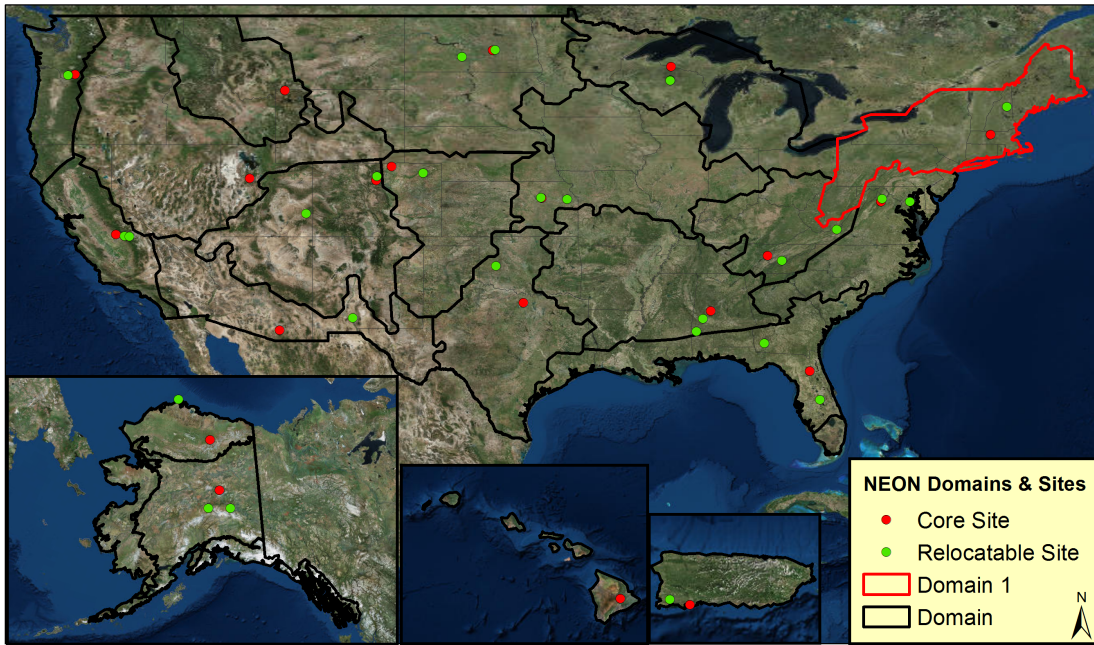 NEON Domains & Sites
Core Site
Relocatable Site
Domain 1
Domain
N